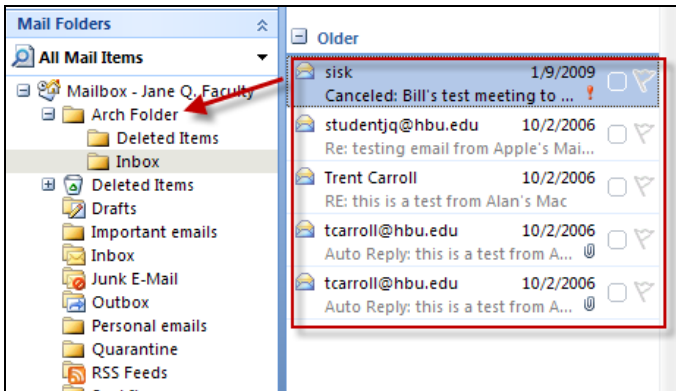 Mail Folders
All Mail Items
Mailbox - Jane Q. Faculty
Arch Folder
Deleted Items
Inbox
Deleted Items
Drafts
Important emails
Inbox
Junk E-Mail
Outbox
Personal emails
Quarantine
RSS Feeds
Older
sisk 1/9/2009
Canceled: Bill's test meeting to ...
studentjq@hbu.edu 10/2/2006
Re: testing email from Apple's Mai...
Trent Carroll 10/2/2006
RE: this is a test from Alan's Mac
tcarroll@hbu.edu 10/2/2006
Auto Reply: this is a test from A...
tcarroll@hbu.edu 10/2/2006
Auto Reply: this is a test from A...